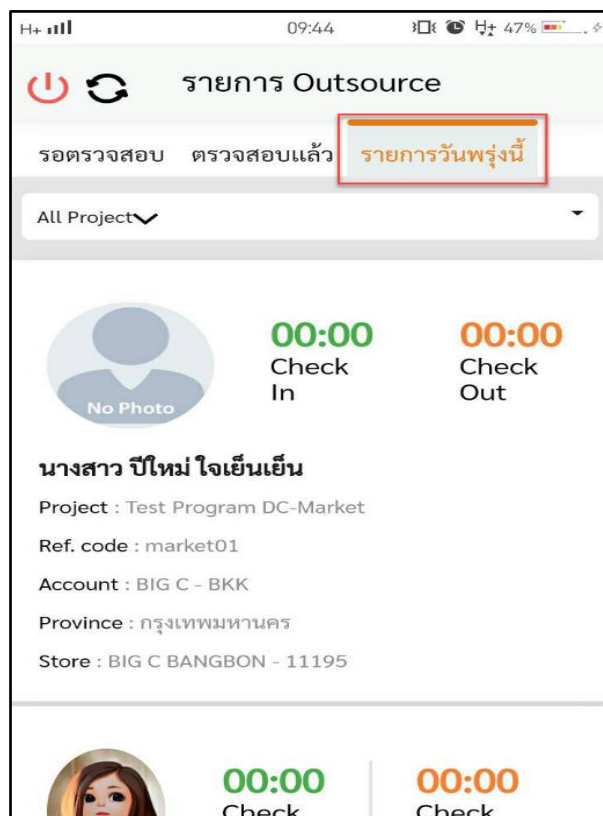 H+ 09:44 H+ 47%
รายการ Outsource
รอตรวจสอบ ตรวจสอบแล้ว รายการวันพรุ่งนี้
All Project
No Photo
00:00 00:00
Check Check
In Out
นางสาว ปีใหม่ ใจเย็นเย็น
Project : Test Program DC-Market
Ref. code : market01
Account : BIG C - BKK
Province : กรุงเทพมหานคร
Store : BIG C BANGBON - 11195
00:00 00:00
Check Check